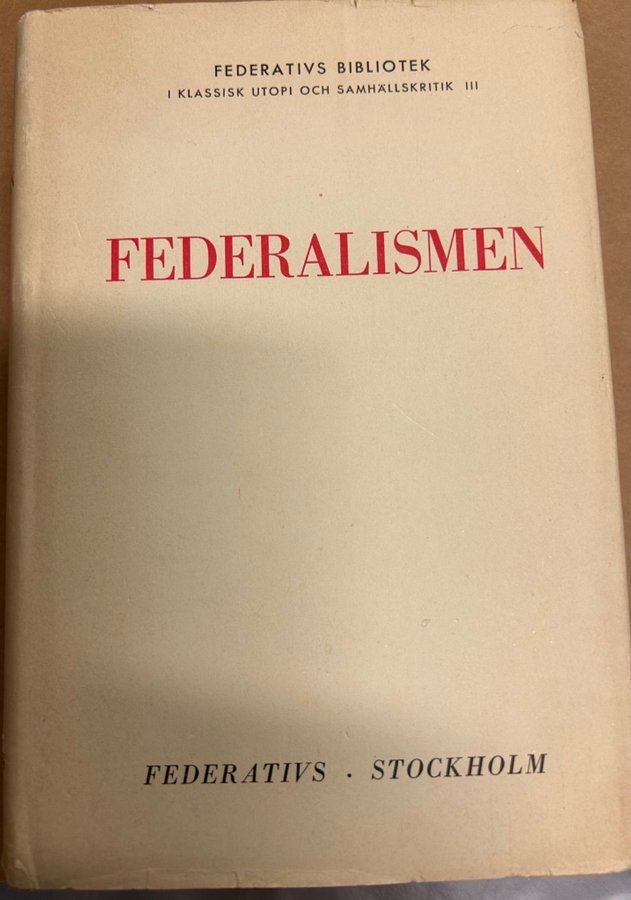 FEDERATIVS BIBLIOTEK
I KLASSISK UTOPI OCH SAMHÄLLSKRITIK III
FEDERALISMEN
FEDERATIVS . STOCKHOLM